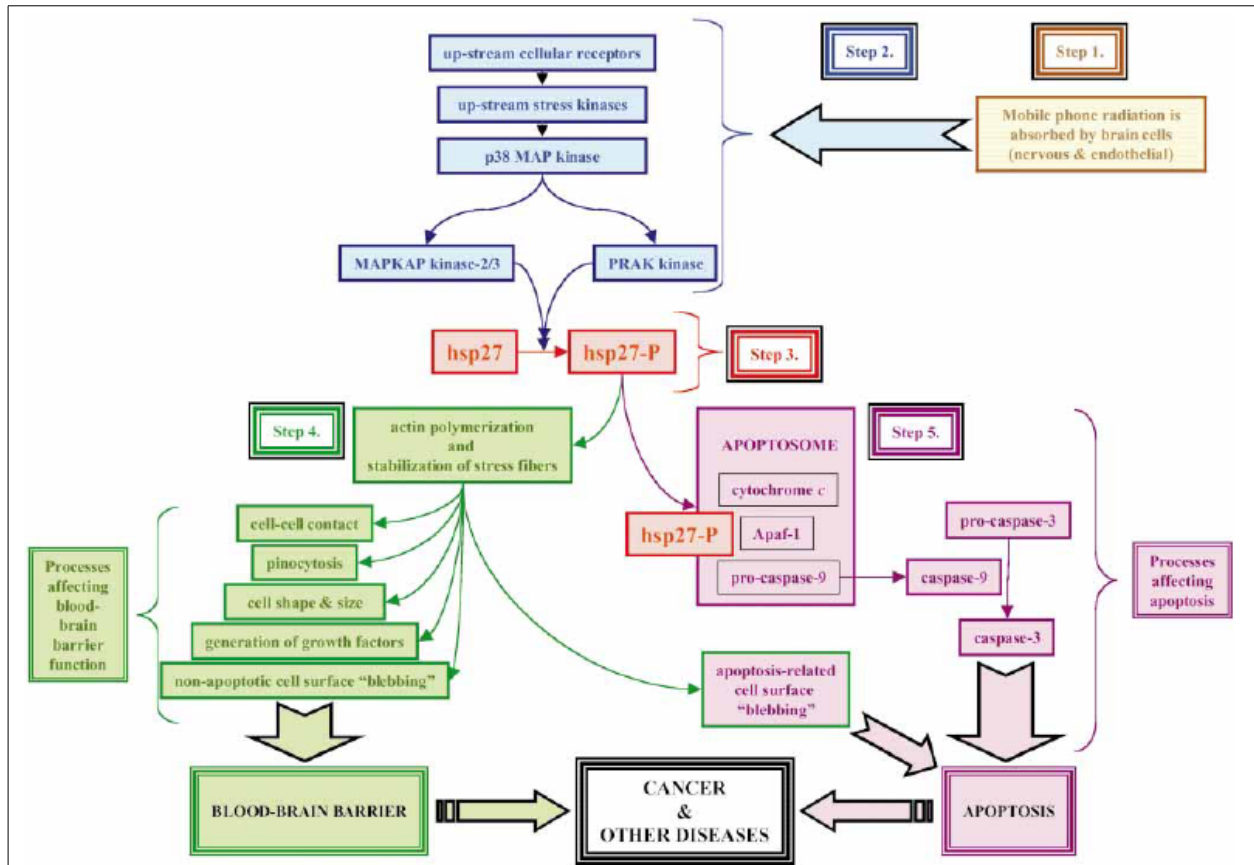 up-stream cellular receptors
Step 2.
Step 1.
up-stream stress kinases
Mobile phone radiation is
absorbed by brain cells
(nervous & endothelial)
p38 MAP kinase
MAPKAP kinase-2/3
PRAK kinase
hsp27
hsp27-P
Step 3.
Step 4.
actin polymerization
and
stabilization of stress fibers
Step 5.
APOPTOSOME
cytochrome c
hsp27-P
Apaf-1
pro-caspase-9
caspase-9
pro-caspase-3
caspase-3
Processes
affecting
apoptosis
cell-cell contact
pinocytosis
cell shape & size
generation of growth factors
non-apoptotic cell surface “blebbing”
Processes
affecting
blood-
brain
barrier
function
apoptosis-related
cell surface
“blebbing”
BLOOD-BRAIN BARRIER
CANCER
&
OTHER DISEASES
APOPTOSIS